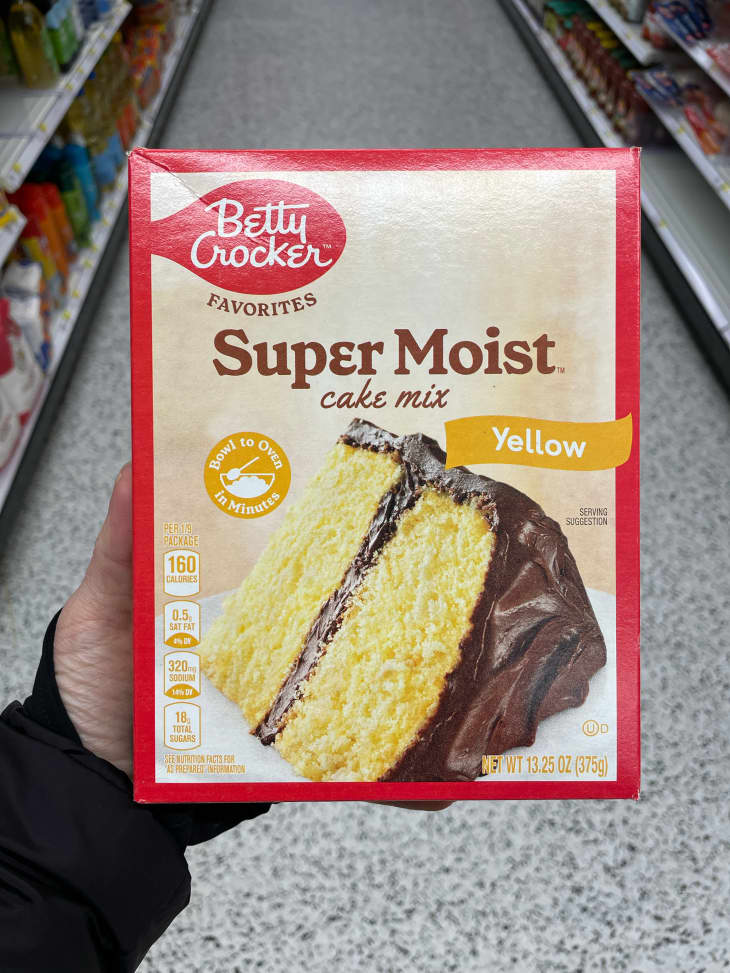 Betty
Crocker™
FAVORITES
Super Moist™
cake mix
Yellow
Bowl to Oven
in Minutes
SERVING
SUGGESTION
PER 1/9
PACKAGE
160
CALORIES
0.5g
SAT FAT
4% DV
320mg
SODIUM
14% DV
18g
TOTAL
SUGARS
SEE NUTRITION FACTS FOR
"AS PREPARED" INFORMATION
U D
NET WT 13.25 OZ (375g)